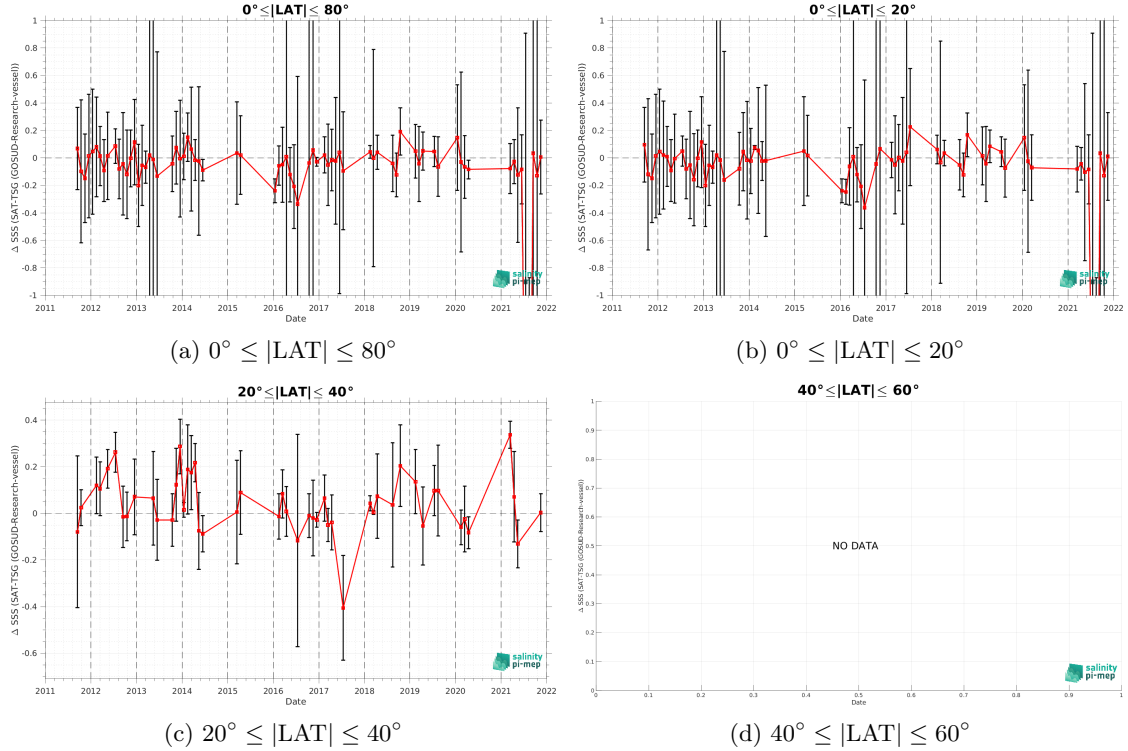 0°≤|LAT|≤ 80°
Δ SSS (SAT-TSG (GOSUD-Research-vessel))
1
0.8
0.6
0.4
0.2
0
-0.2
-0.4
-0.6
-0.8
-1
2011 2012 2013 2014 2015 2016 2017 2018 2019 2020 2021 2022
Date
salinity
pi-mep
(a) 0° ≤ |LAT| ≤ 80°
0°≤|LAT|≤ 20°
Δ SSS (SAT-TSG (GOSUD-Research-vessel))
1
0.8
0.6
0.4
0.2
0
-0.2
-0.4
-0.6
-0.8
-1
2011 2012 2013 2014 2015 2016 2017 2018 2019 2020 2021 2022
Date
salinity
pi-mep
(b) 0° ≤ |LAT| ≤ 20°
20°≤|LAT|≤ 40°
Δ SSS (SAT-TSG (GOSUD-Research-vessel))
0.4
0.2
0
-0.2
-0.4
-0.6
2011 2012 2013 2014 2015 2016 2017 2018 2019 2020 2021 2022
Date
salinity
pi-mep
(c) 20° ≤ |LAT| ≤ 40°
40°≤|LAT|≤ 60°
Δ SSS (SAT-TSG (GOSUD-Research-vessel))
1
0.9
0.8
0.7
0.6
0.5
0.4
0.3
0.2
0.1
0
NO DATA
0 0.1 0.2 0.3 0.4 0.5 0.6 0.7 0.8 0.9 1
Date
salinity
pi-mep
(d) 40° ≤ |LAT| ≤ 60°